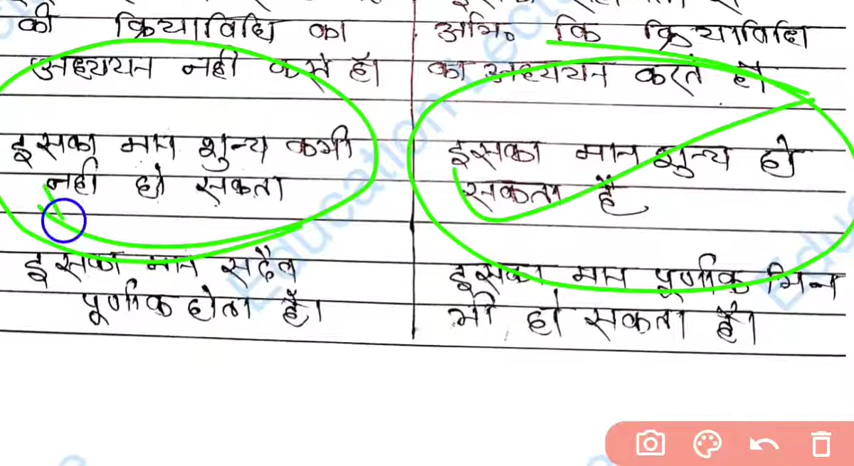 की क्रियाविधि का
अध्ययन नहीं करते हैं।
इसका मान शुन्य कभी
नहीं हो सकता
इसका मान सदैव
पूर्णांक होता है।
अभि० कि क्रियाविधि
का अध्ययन करते हैं।
इसका मान शुन्य हो
सकता है
इसका मान पूर्णांक भिन्न
भी हो सकता है।
Education